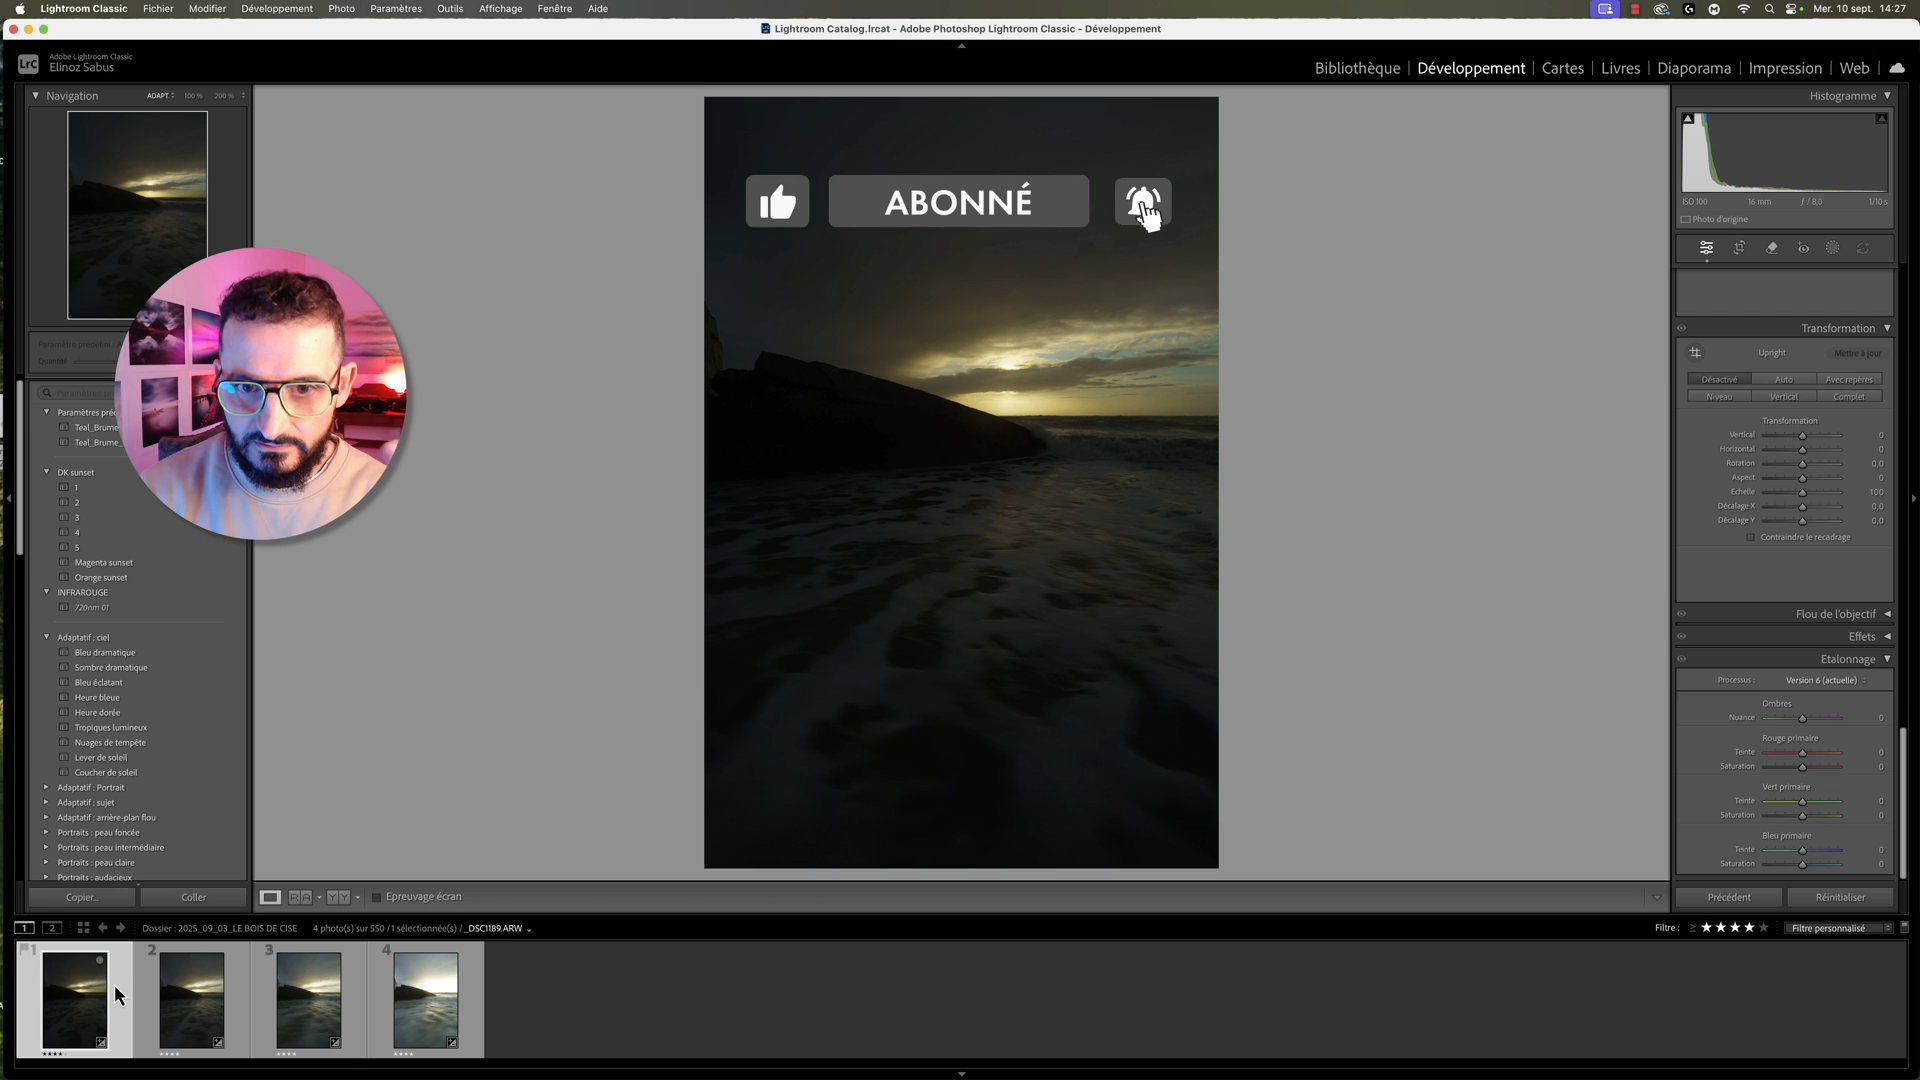 Lightroom Classic Fichier Modifier Développement Photo Paramètres Outils Affichage Fenêtre Aide
Mer. 10 sept. 14:27
Lightroom Catalog.lrcat - Adobe Photoshop Lightroom Classic - Développement
LrC
Adobe Lightroom Classic
Elinoz Sabus
Bibliothèque | Développement | Cartes | Livres | Diaporama | Impression | Web
Navigation ADAPT. 100 % 200 %
Histogramme
ISO 100 16 mm ƒ / 8,0 1/10 s
Photo d'origine
ABONNÉ
Paramètre prédéfini :
Quantité
Teal_Brume
Teal_Brume_
DK sunset
1
2
3
4
5
Magenta sunset
Orange sunset
INFRAROUGE
720nm 01
Adaptatif : ciel
Bleu dramatique
Sombre dramatique
Bleu éclatant
Heure bleue
Heure dorée
Tropiques lumineux
Nuages de tempête
Lever de soleil
Coucher de soleil
Adaptatif : Portrait
Adaptatif : sujet
Adaptatif : arrière-plan flou
Portraits : peau foncée
Portraits : peau intermédiaire
Portraits : peau claire
Portraits : audacieux
Copier... Coller
Transformation
Upright Mettre à jour
Désactivé Auto Avec repères
Niveau Vertical Complet
Transformation
Vertical 0
Horizontal 0
Rotation 0,0
Aspect 0
Echelle 100
Décalage X 0,0
Décalage Y 0,0
Contraindre le recadrage
Flou de l'objectif
Effets
Etalonnage
Processus : Version 6 (actuelle)
Ombres
Nuance 0
Rouge primaire
Teinte 0
Saturation 0
Vert primaire
Teinte 0
Saturation 0
Bleu primaire
Teinte 0
Saturation 0
Précédent Réinitialiser
Epreuvage écran
1 2 Dossier : 2025_09_03_LE BOIS DE CISE 4 photo(s) sur 550 /1 sélectionnée(s) / _DSC1189.ARW
Filtre : Filtre personnalisé
1 2 3 4